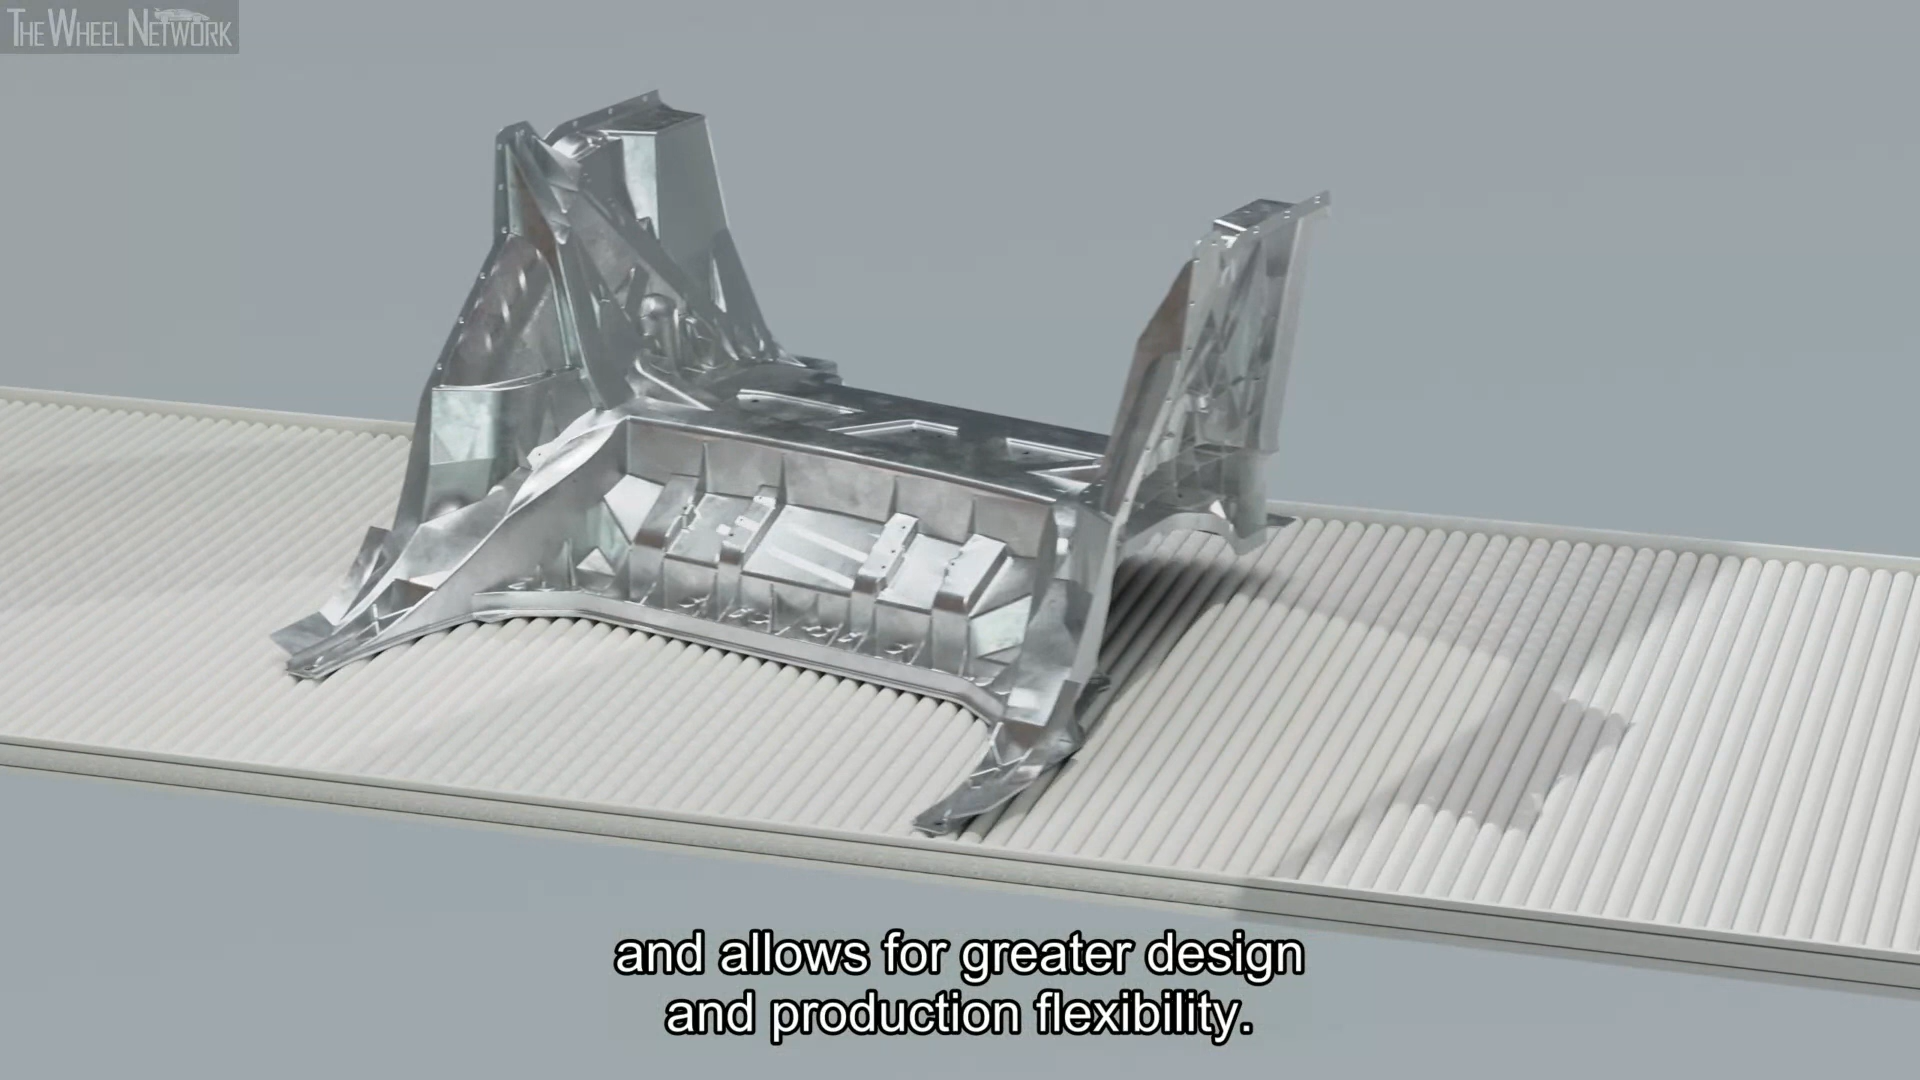 THE WHEEL NETWORK
and allows for greater design
and production flexibility.